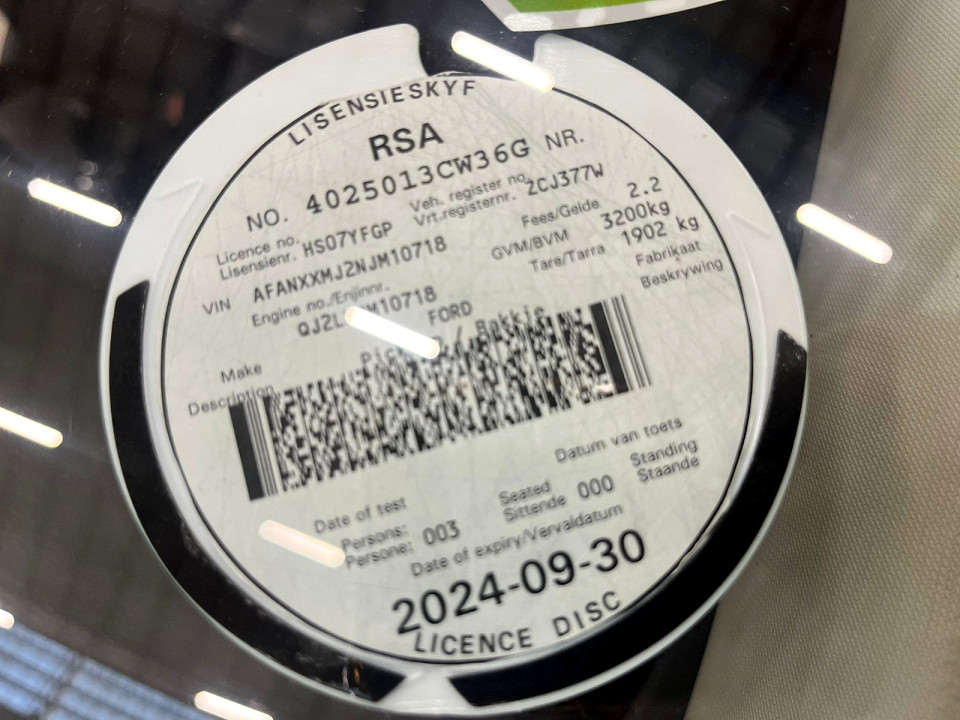 LISENSIESKYF
RSA
NO. 4025013CW36G NR.
Licence no. HS07YFGP Veh. register no. ZCJ377W
Lisensienr. Vrt.registernr.
VIN AFANXXMJ2NJM10718 Fees/Gelde 2.2
Engine no./Enjinnr. GVM/BVM 3200kg
Tare/Tarra 1902 kg
Make FORD Fabrikaat
Description / Bakkie Beskrywing
Date of test Datum van toets
Persons: 003 Seated 000 Standing
Persone: Sittende Staande
Date of expiry/Vervaldatum
2024-09-30
LICENCE DISC